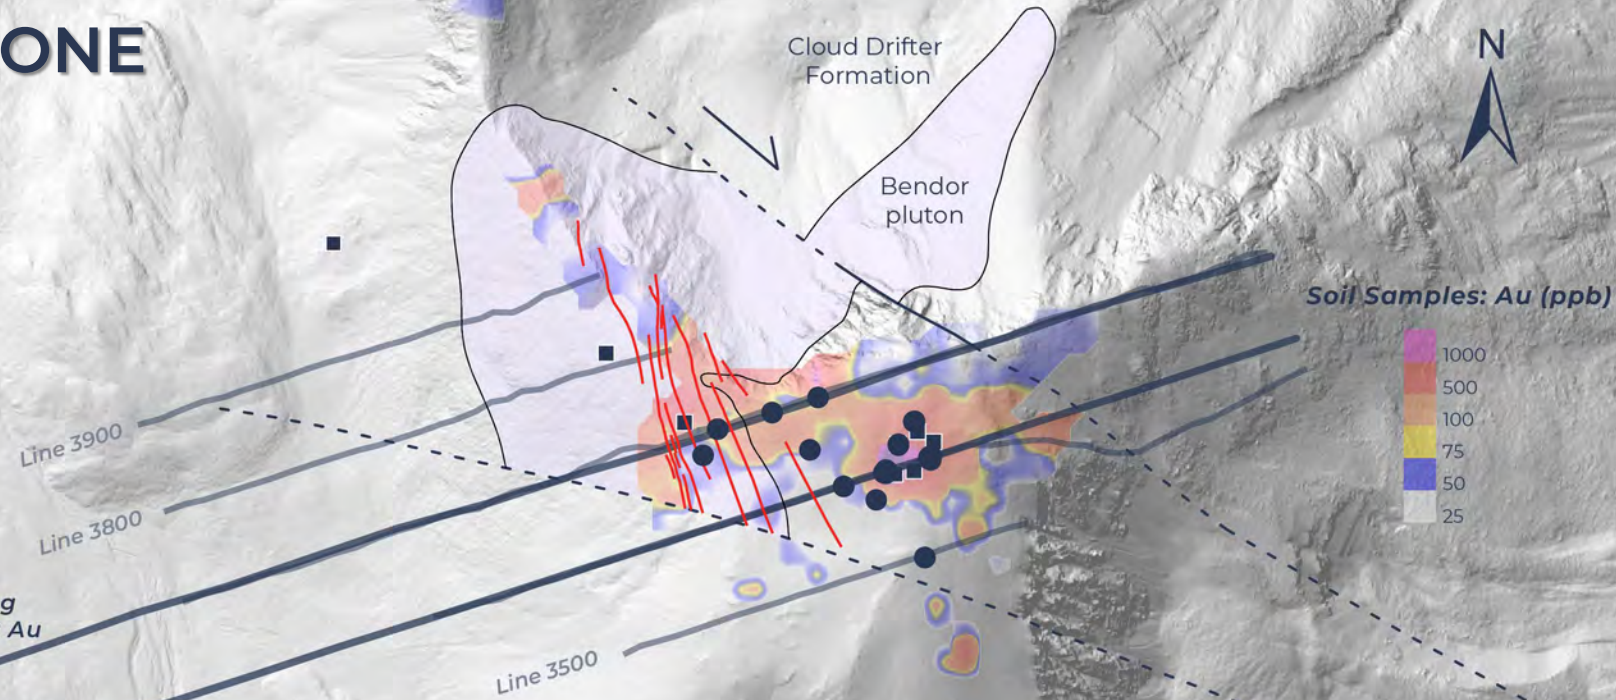 ONE
Cloud Drifter
Formation
N
Bendor
pluton
Soil Samples: Au (ppb)
1000
500
100
75
50
25
Line 3900
Line 3800
g
Au
Line 3500